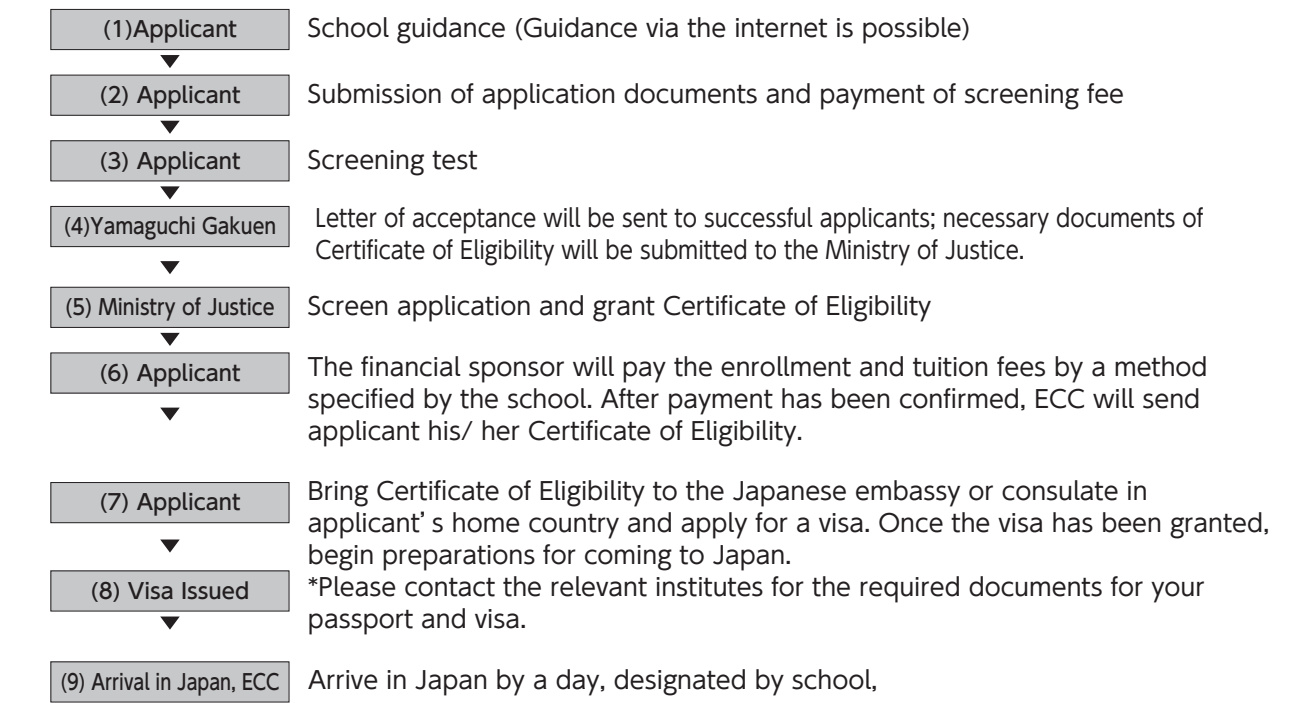 (1)Applicant School guidance (Guidance via the internet is possible)
(2) Applicant Submission of application documents and payment of screening fee
(3) Applicant Screening test
(4)Yamaguchi Gakuen Letter of acceptance will be sent to successful applicants; necessary documents of
Certificate of Eligibility will be submitted to the Ministry of Justice.
(5) Ministry of Justice Screen application and grant Certificate of Eligibility
(6) Applicant The financial sponsor will pay the enrollment and tuition fees by a method
specified by the school. After payment has been confirmed, ECC will send
applicant his/ her Certificate of Eligibility.
(7) Applicant Bring Certificate of Eligibility to the Japanese embassy or consulate in
applicant's home country and apply for a visa. Once the visa has been granted,
begin preparations for coming to Japan.
(8) Visa Issued *Please contact the relevant institutes for the required documents for your
passport and visa.
(9) Arrival in Japan, ECC Arrive in Japan by a day, designated by school,